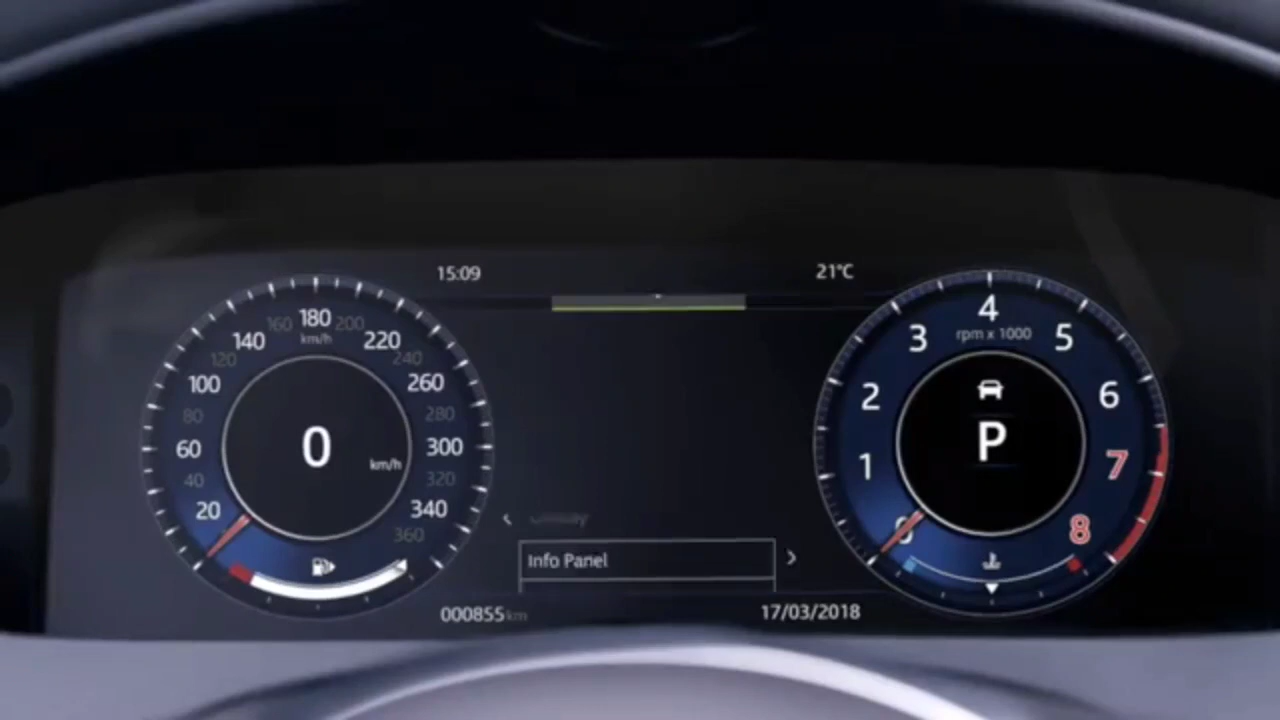 15:09
21°C
160 180 200
km/h
140 220
120 240
100 260
80 280
60 300
40 320
20 340
360
0
km/h
4
rpm x 1000
3 5
2 6
1 7
0 8
P
Info Panel
000855 km
17/03/2018